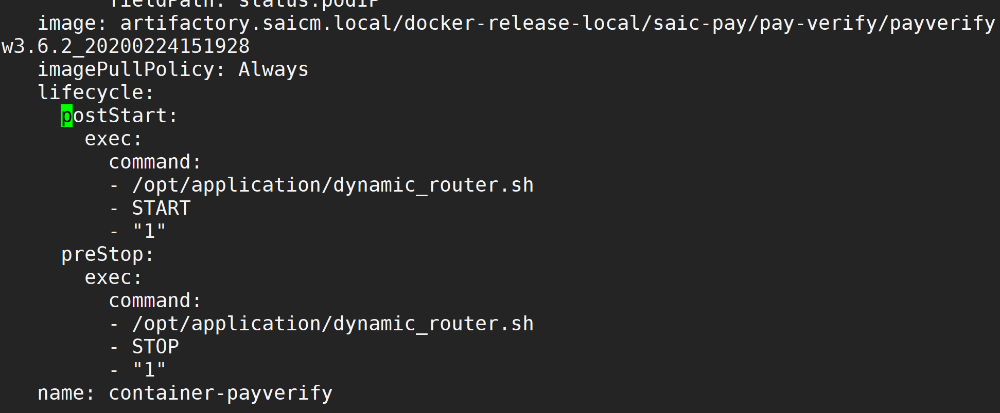 fieldPath: status.podIP
image: artifactory.saicm.local/docker-release-local/saic-pay/pay-verify/payverify
w3.6.2_20200224151928
imagePullPolicy: Always
lifecycle:
postStart:
exec:
command:
- /opt/application/dynamic_router.sh
- START
- "1"
preStop:
exec:
command:
- /opt/application/dynamic_router.sh
- STOP
- "1"
name: container-payverify